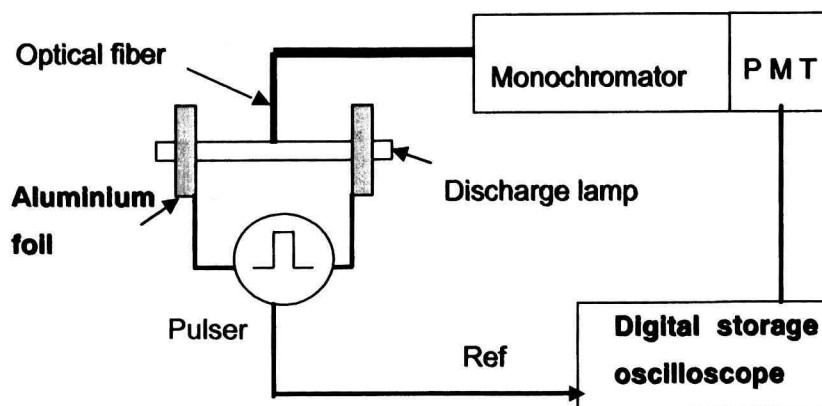 Optical fiber
Monochromator
P M T
Discharge lamp
Aluminium
foil
Pulser
Ref
Digital storage
oscilloscope